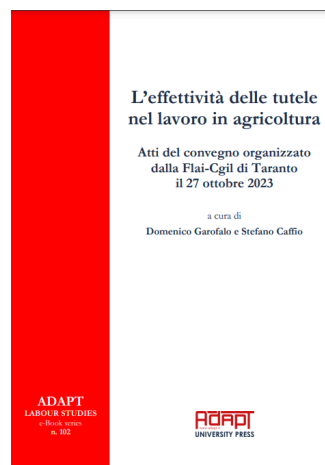 L'effettività delle tutele
nel lavoro in agricoltura
Atti del convegno organizzato
dalla Flai-Cgil di Taranto
il 27 ottobre 2023
a cura di
Domenico Garofalo e Stefano Caffio
ADAPT
LABOUR STUDIES
e-Book series
n. 102
ADAPT
UNIVERSITY PRESS